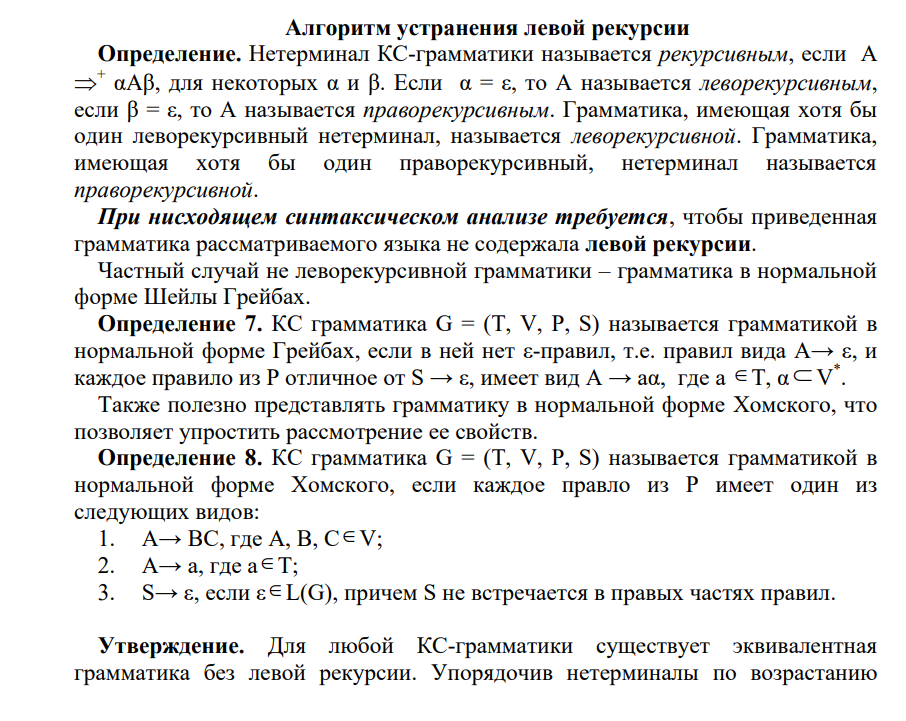 Алгоритм устранения левой рекурсии
Определение. Нетерминал КС-грамматики называется рекурсивным, если A
⇒+ αAβ, для некоторых α и β. Если α = ε, то A называется леворекурсивным,
если β = ε, то A называется праворекурсивным. Грамматика, имеющая хотя бы
один леворекурсивный нетерминал, называется леворекурсивной. Грамматика,
имеющая хотя бы один праворекурсивный, нетерминал называется
праворекурсивной.
При нисходящем синтаксическом анализе требуется, чтобы приведенная
грамматика рассматриваемого языка не содержала левой рекурсии.
Частный случай не леворекурсивной грамматики – грамматика в нормальной
форме Шейлы Грейбах.
Определение 7. КС грамматика G = (T, V, P, S) называется грамматикой в
нормальной форме Грейбах, если в ней нет ε-правил, т.е. правил вида A→ ε, и
каждое правило из P отличное от S → ε, имеет вид A → aα, где a ∈ T, α ⊂ V*.
Также полезно представлять грамматику в нормальной форме Хомского, что
позволяет упростить рассмотрение ее свойств.
Определение 8. КС грамматика G = (T, V, P, S) называется грамматикой в
нормальной форме Хомского, если каждое правло из P имеет один из
следующих видов:
1. A→ BC, где A, B, C∈V;
2. A→ a, где a∈T;
3. S→ ε, если ε∈L(G), причем S не встречается в правых частях правил.
Утверждение. Для любой КС-грамматики существует эквивалентная
грамматика без левой рекурсии. Упорядочив нетерминалы по возрастанию